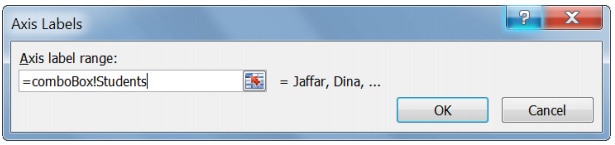 Axis Labels
Axis label range:
=comboBox!Students = Jaffar, Dina, ...
OK Cancel